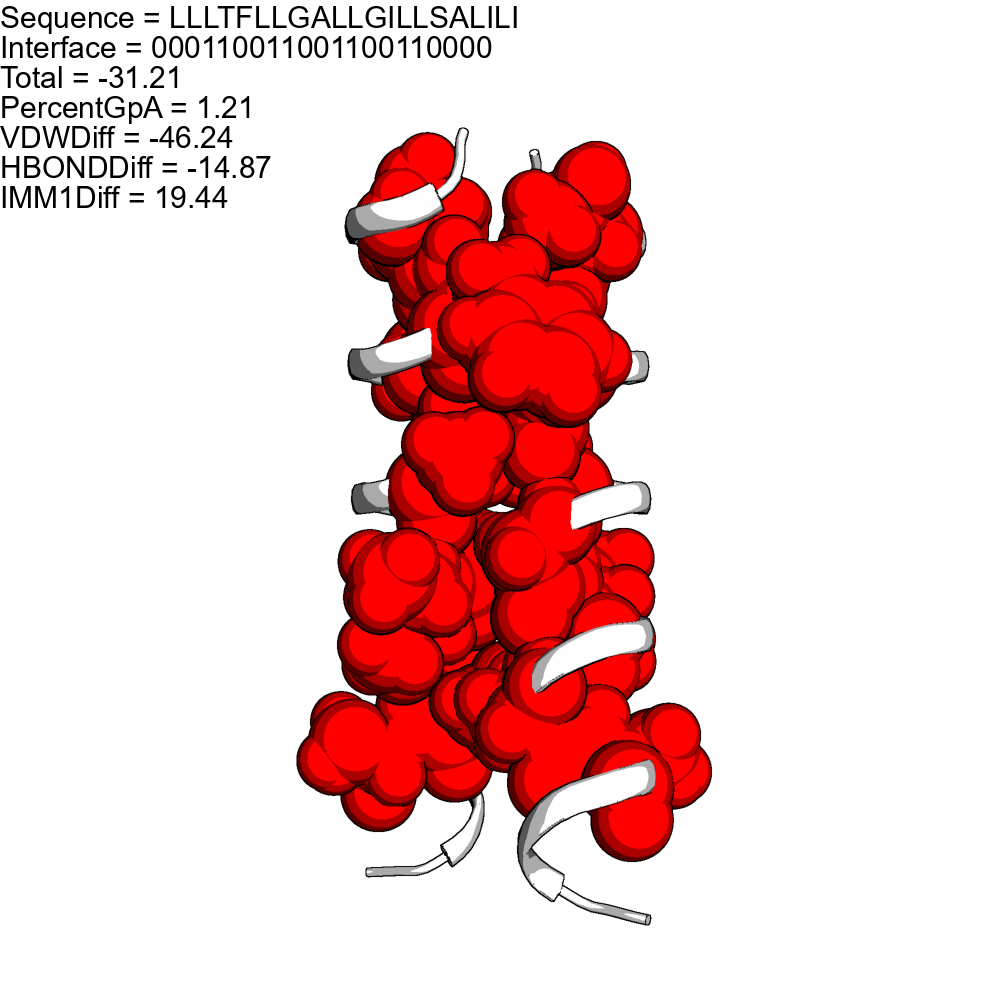 Sequence = LLLTFLLGALLGILLSALILI
Interface = 000110011001100110000
Total = -31.21
PercentGpA = 1.21
VDWDiff = -46.24
HBONDDiff = -14.87
IMM1Diff = 19.44